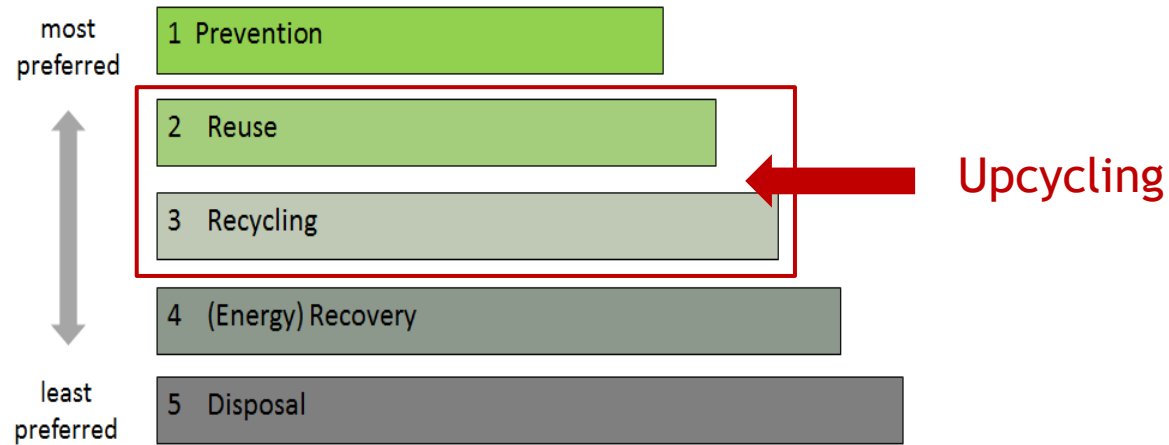 most
preferred
1 Prevention
2 Reuse
3 Recycling
Upcycling
4 (Energy) Recovery
least
preferred
5 Disposal